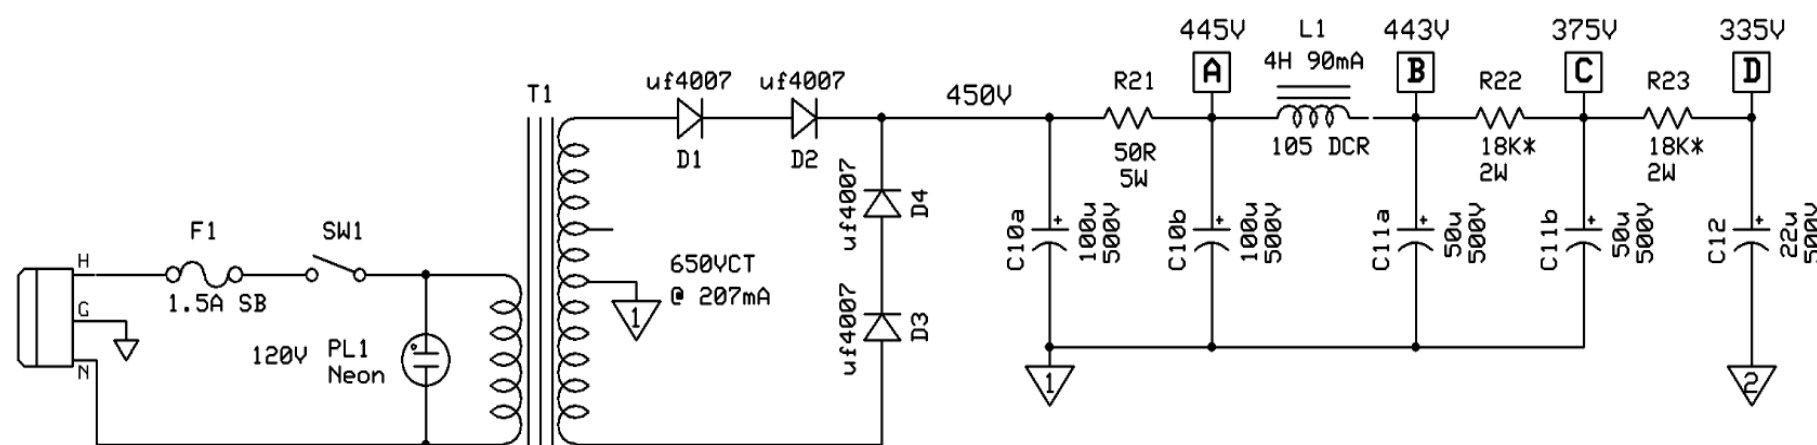 445V
L1
443V
375V
335V
A
4H 90mA
B
C
D
uf4007
uf4007
T1
450V
R21
R22
R23
D1
D2
50R
5W
105 DCR
18K*
2W
18K*
2W
uf4007
D4
F1
SW1
H
1.5A SB
G
650VCT
@ 207mA
1
C10a
100u
500V
C10b
100u
500V
C11a
50u
500V
C11b
50u
500V
C12
22u
500V
uf4007
D3
120V
PL1
Neon
N
1
2